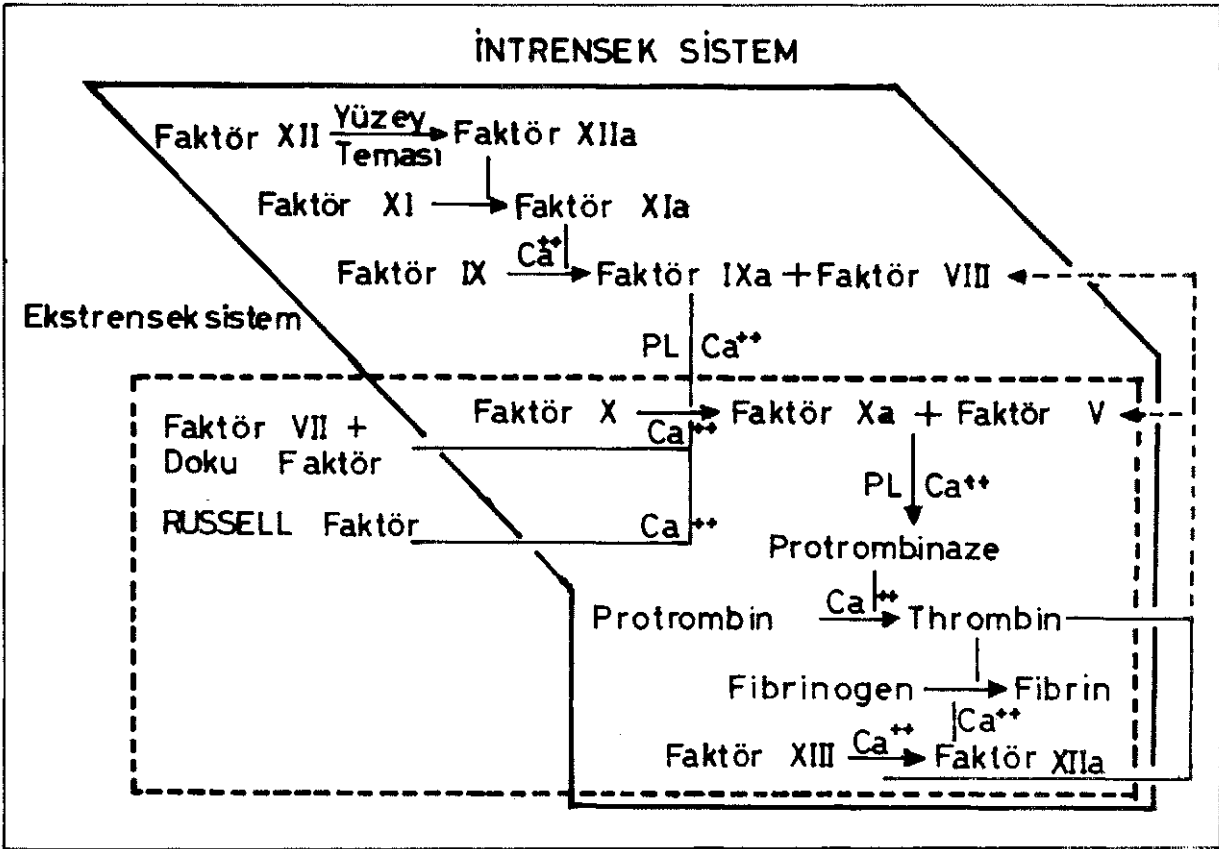 İNTRENSEK SİSTEM
Faktör XII Yüzey Teması Faktör XIIa
Faktör XI Faktör XIa
Ca++
Faktör IX Faktör IXa + Faktör VIII
Ekstrensek sistem
PL Ca++
Faktör X Faktör Xa + Faktör V
Faktör VII + Ca++
Doku Faktör
PL Ca++
RUSSELL Faktör Ca++
Protrombinaze
Ca++
Protrombin Thrombin
Fibrinogen Fibrin
Ca++
Faktör XIII Ca++ Faktör XIIa